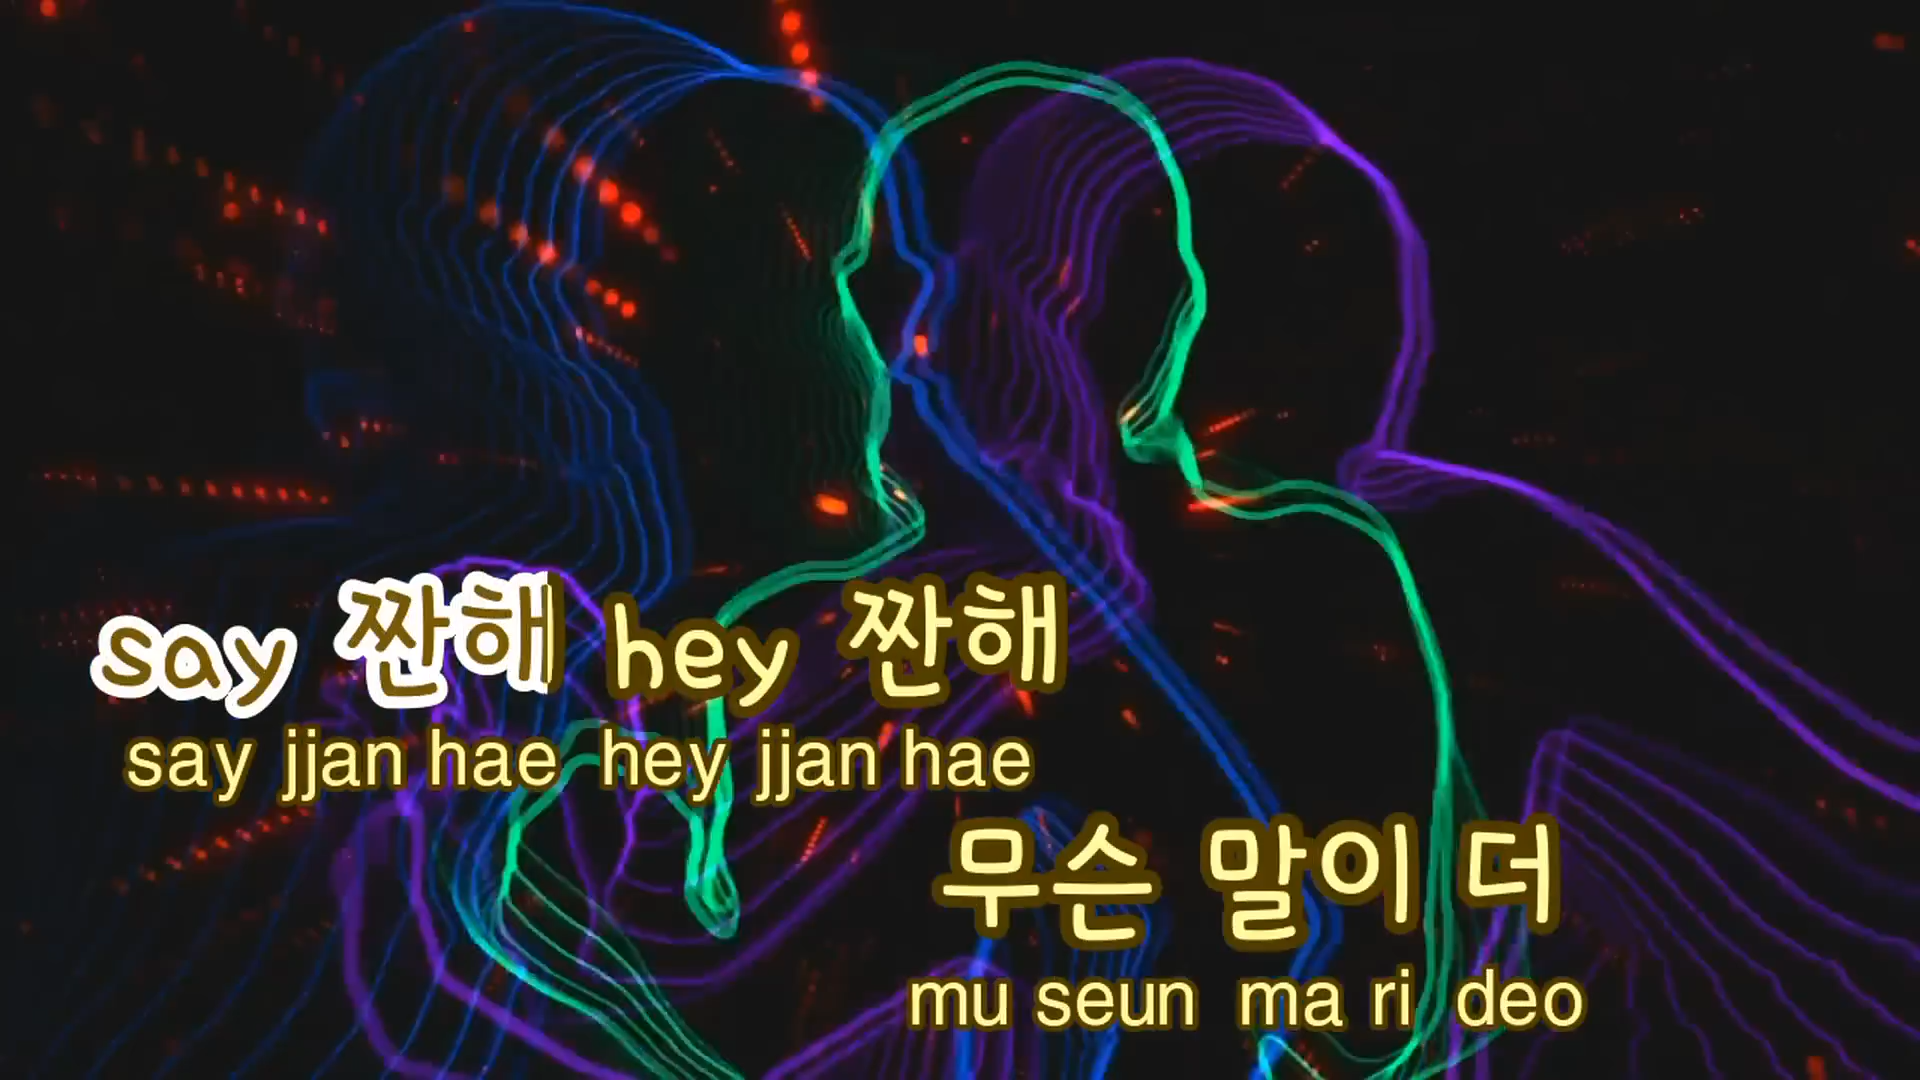 say 짠해 hey 짠해
say jjan hae hey jjan hae
무슨 말이 더
mu seun ma ri deo